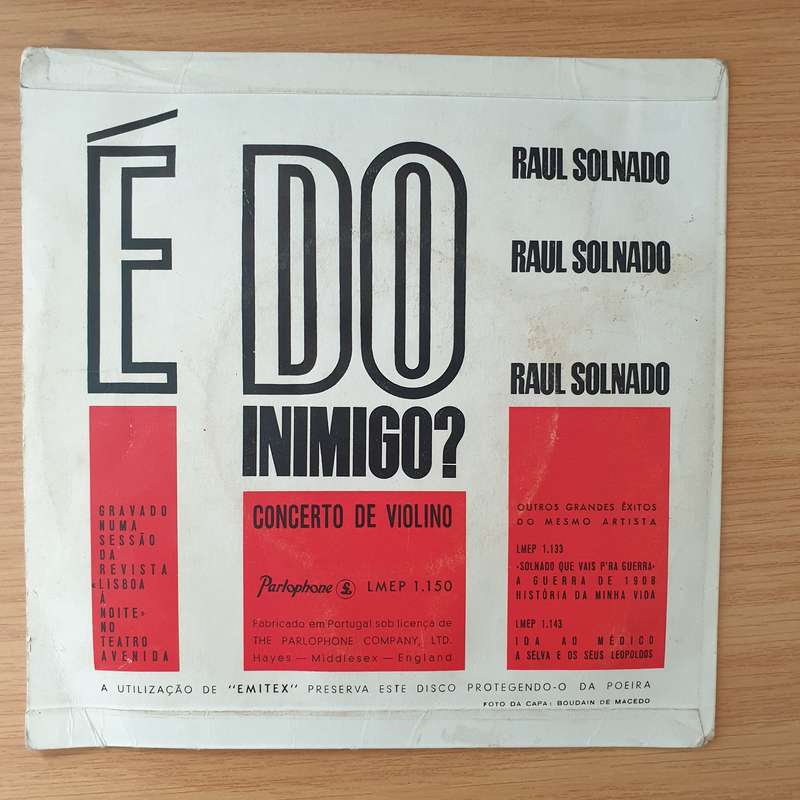 É DO
INIMIGO?
RAUL SOLNADO
RAUL SOLNADO
RAUL SOLNADO
GRAVADO
NUMA
SESSÃO
DA
REVISTA
«LISBOA
À
NOITE»
NO
TEATRO
AVENIDA
CONCERTO DE VIOLINO
Parlophone £ LMEP 1.150
Fabricado em Portugal sob licença de
THE PARLOPHONE COMPANY, LTD.
Hayes — Middlesex — England
OUTROS GRANDES ÊXITOS
DO MESMO ARTISTA
LMEP 1.133
«SOLNADO QUE VAIS P'RA GUERRA»
A GUERRA DE 1908
HISTÓRIA DA MINHA VIDA
LMEP 1.143
IDA AO MÉDICO
A SELVA E OS SEUS LEOPOLDOS
A UTILIZAÇÃO DE "EMITEX" PRESERVA ESTE DISCO PROTEGENDO-O DA POEIRA
FOTO DA CAPA: BOUDAIN DE MACEDO